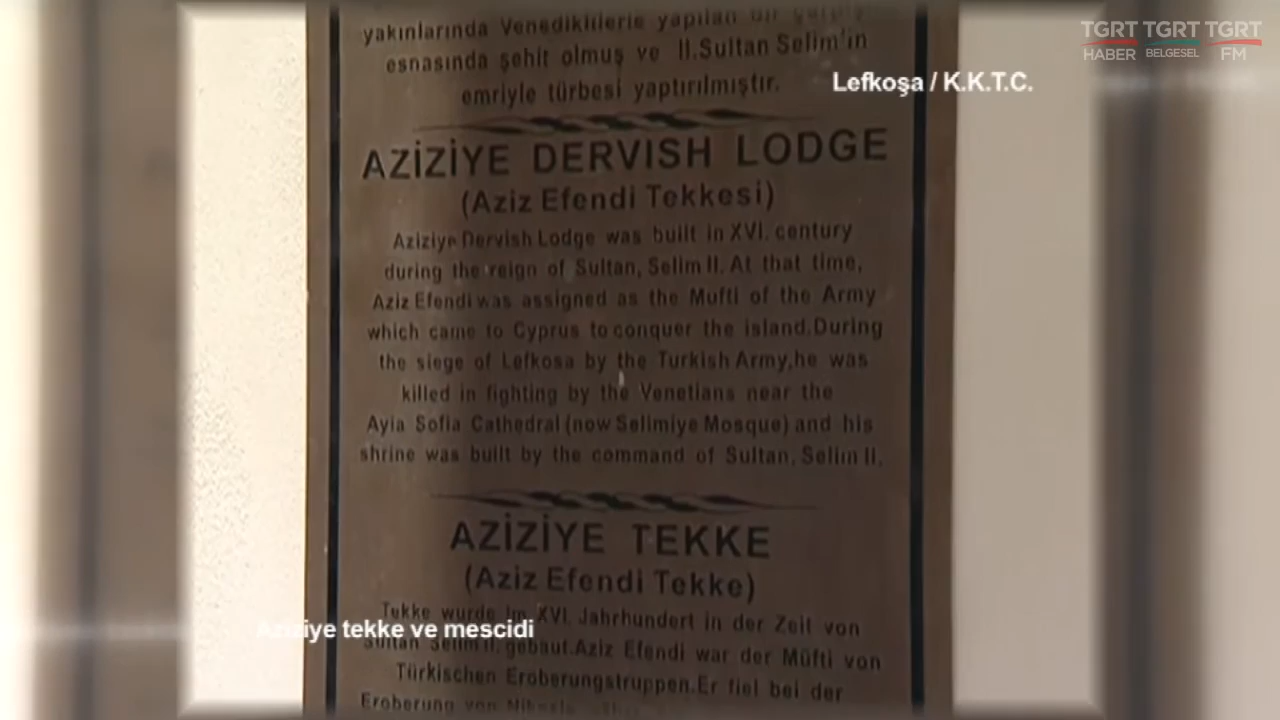 TGRT TGRT TGRT
HABER BELGESEL FM
Lefkoşa / K.K.T.C.
yakınlarında Venediklilerle yapılan bir
esnasında şehit olmuş ve II.Sultan Selim'in
emriyle türbesi yaptırılmıştır.
AZİZİYE DERVISH LODGE
(Aziz Efendi Tekkesi)
Aziziye Dervish Lodge was built in XVI. century
during the reign of Sultan, Selim II. At that time,
Aziz Efendi was assigned as the Mufti of the Army
which came to Cyprus to conquer the island.During
the siege of Lefkosa by the Turkish Army,he was
killed in fighting by the Venetians near the
Ayia Sofia Cathedral (now Selimiye Mosque) and his
shrine was built by the command of Sultan, Selim II,
AZİZİYE TEKKE
(Aziz Efendi Tekke)
Tekke wurde im XVI. Jahrhundert in der Zeit von
Aziziye tekke ve mescidi
Sultan Selim II. gebaut.Aziz Efendi war der Müfti von
Türkischen Eroberungstruppen.Er fiel bei der
Eroberung von